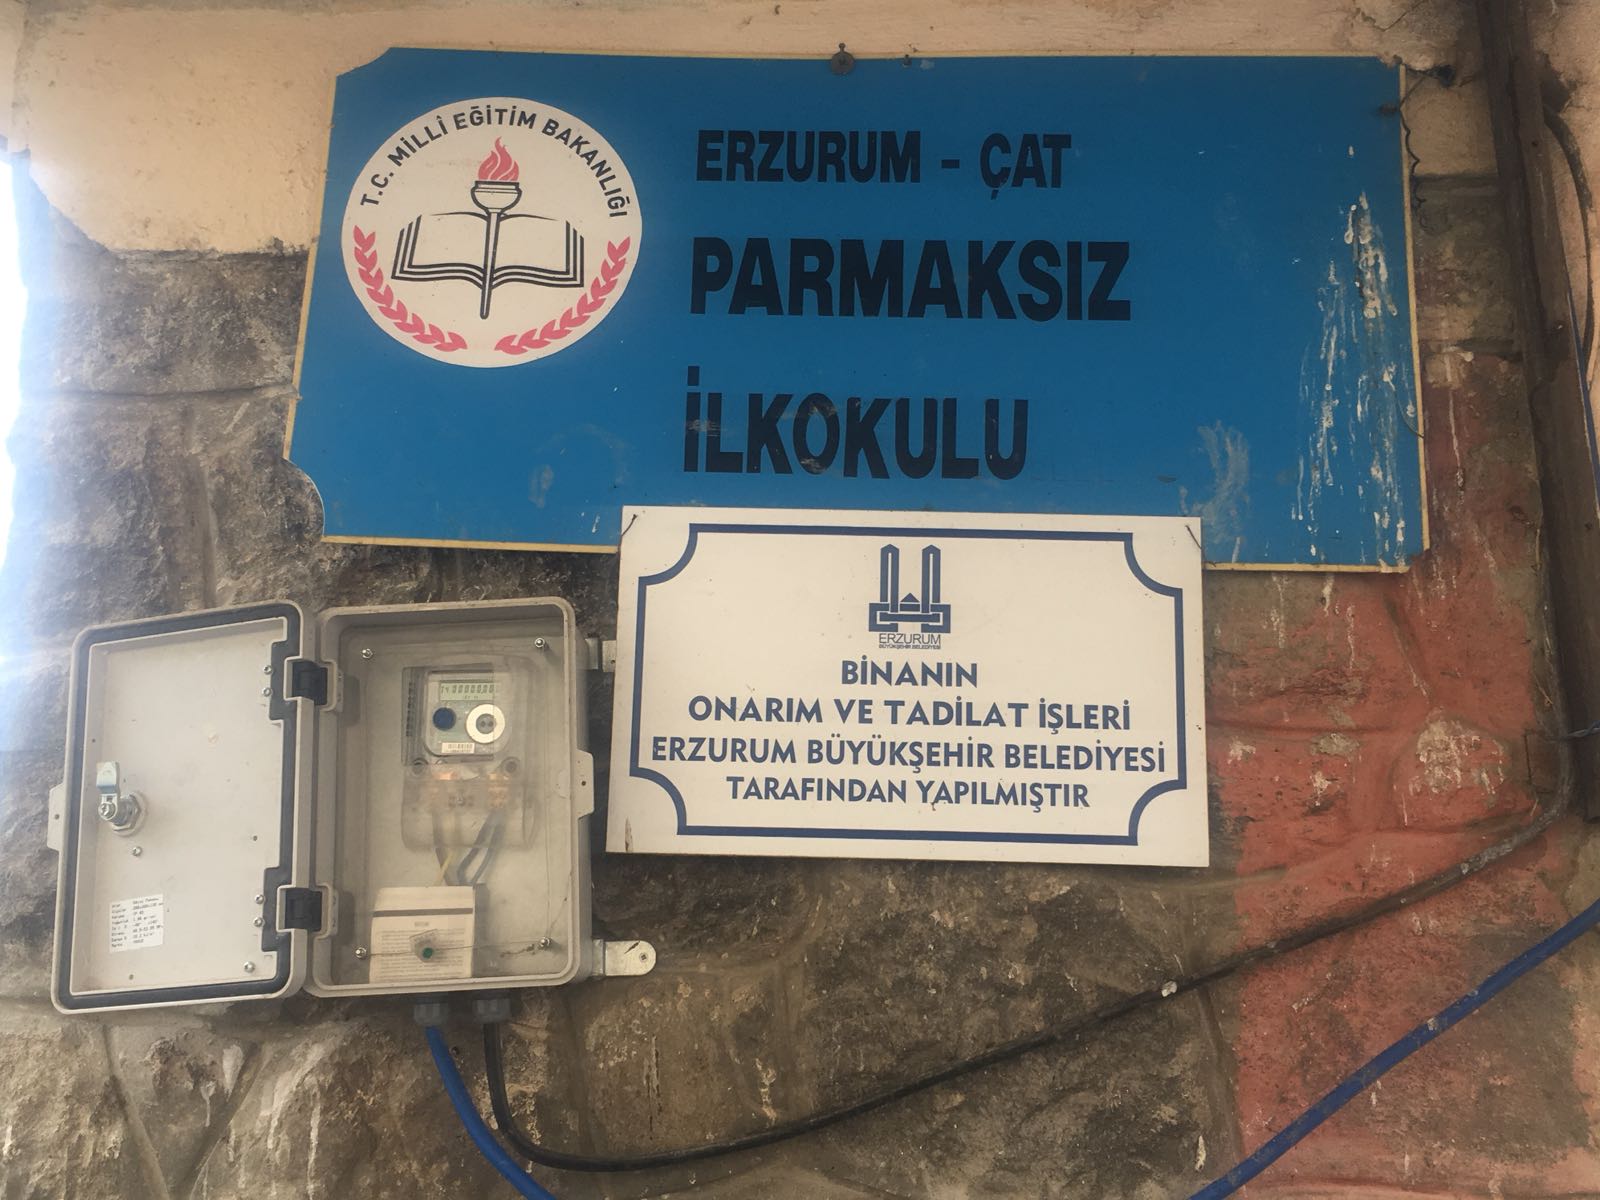 T.C. MİLLÎ EĞİTİM BAKANLIĞI
ERZURUM - ÇAT
PARMAKSIZ
İLKOKULU
ERZURUM
BÜYÜKŞEHİR BELEDİYESİ
BİNANIN
ONARIM VE TADİLAT İŞLERİ
ERZURUM BÜYÜKŞEHİR BELEDİYESİ
TARAFINDAN YAPILMIŞTIR